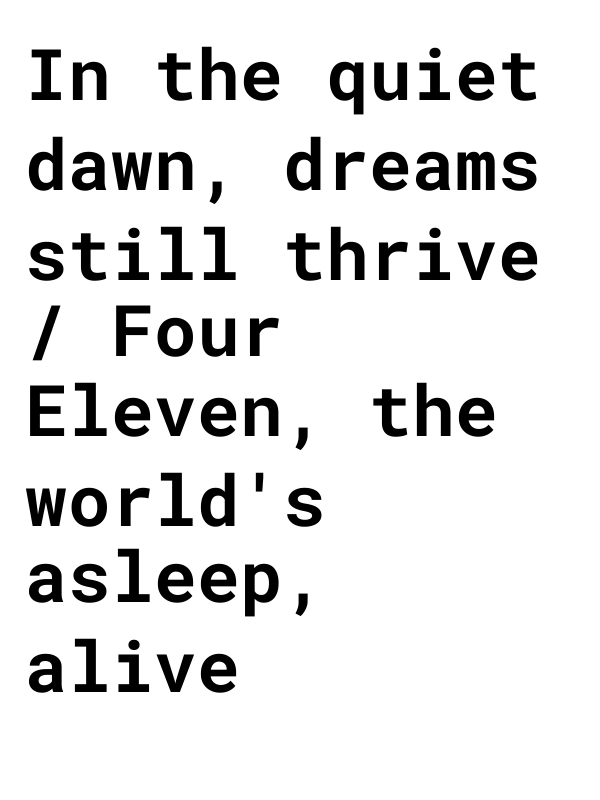 In the quiet
dawn, dreams
still thrive
/ Four
Eleven, the
world's
asleep,
alive